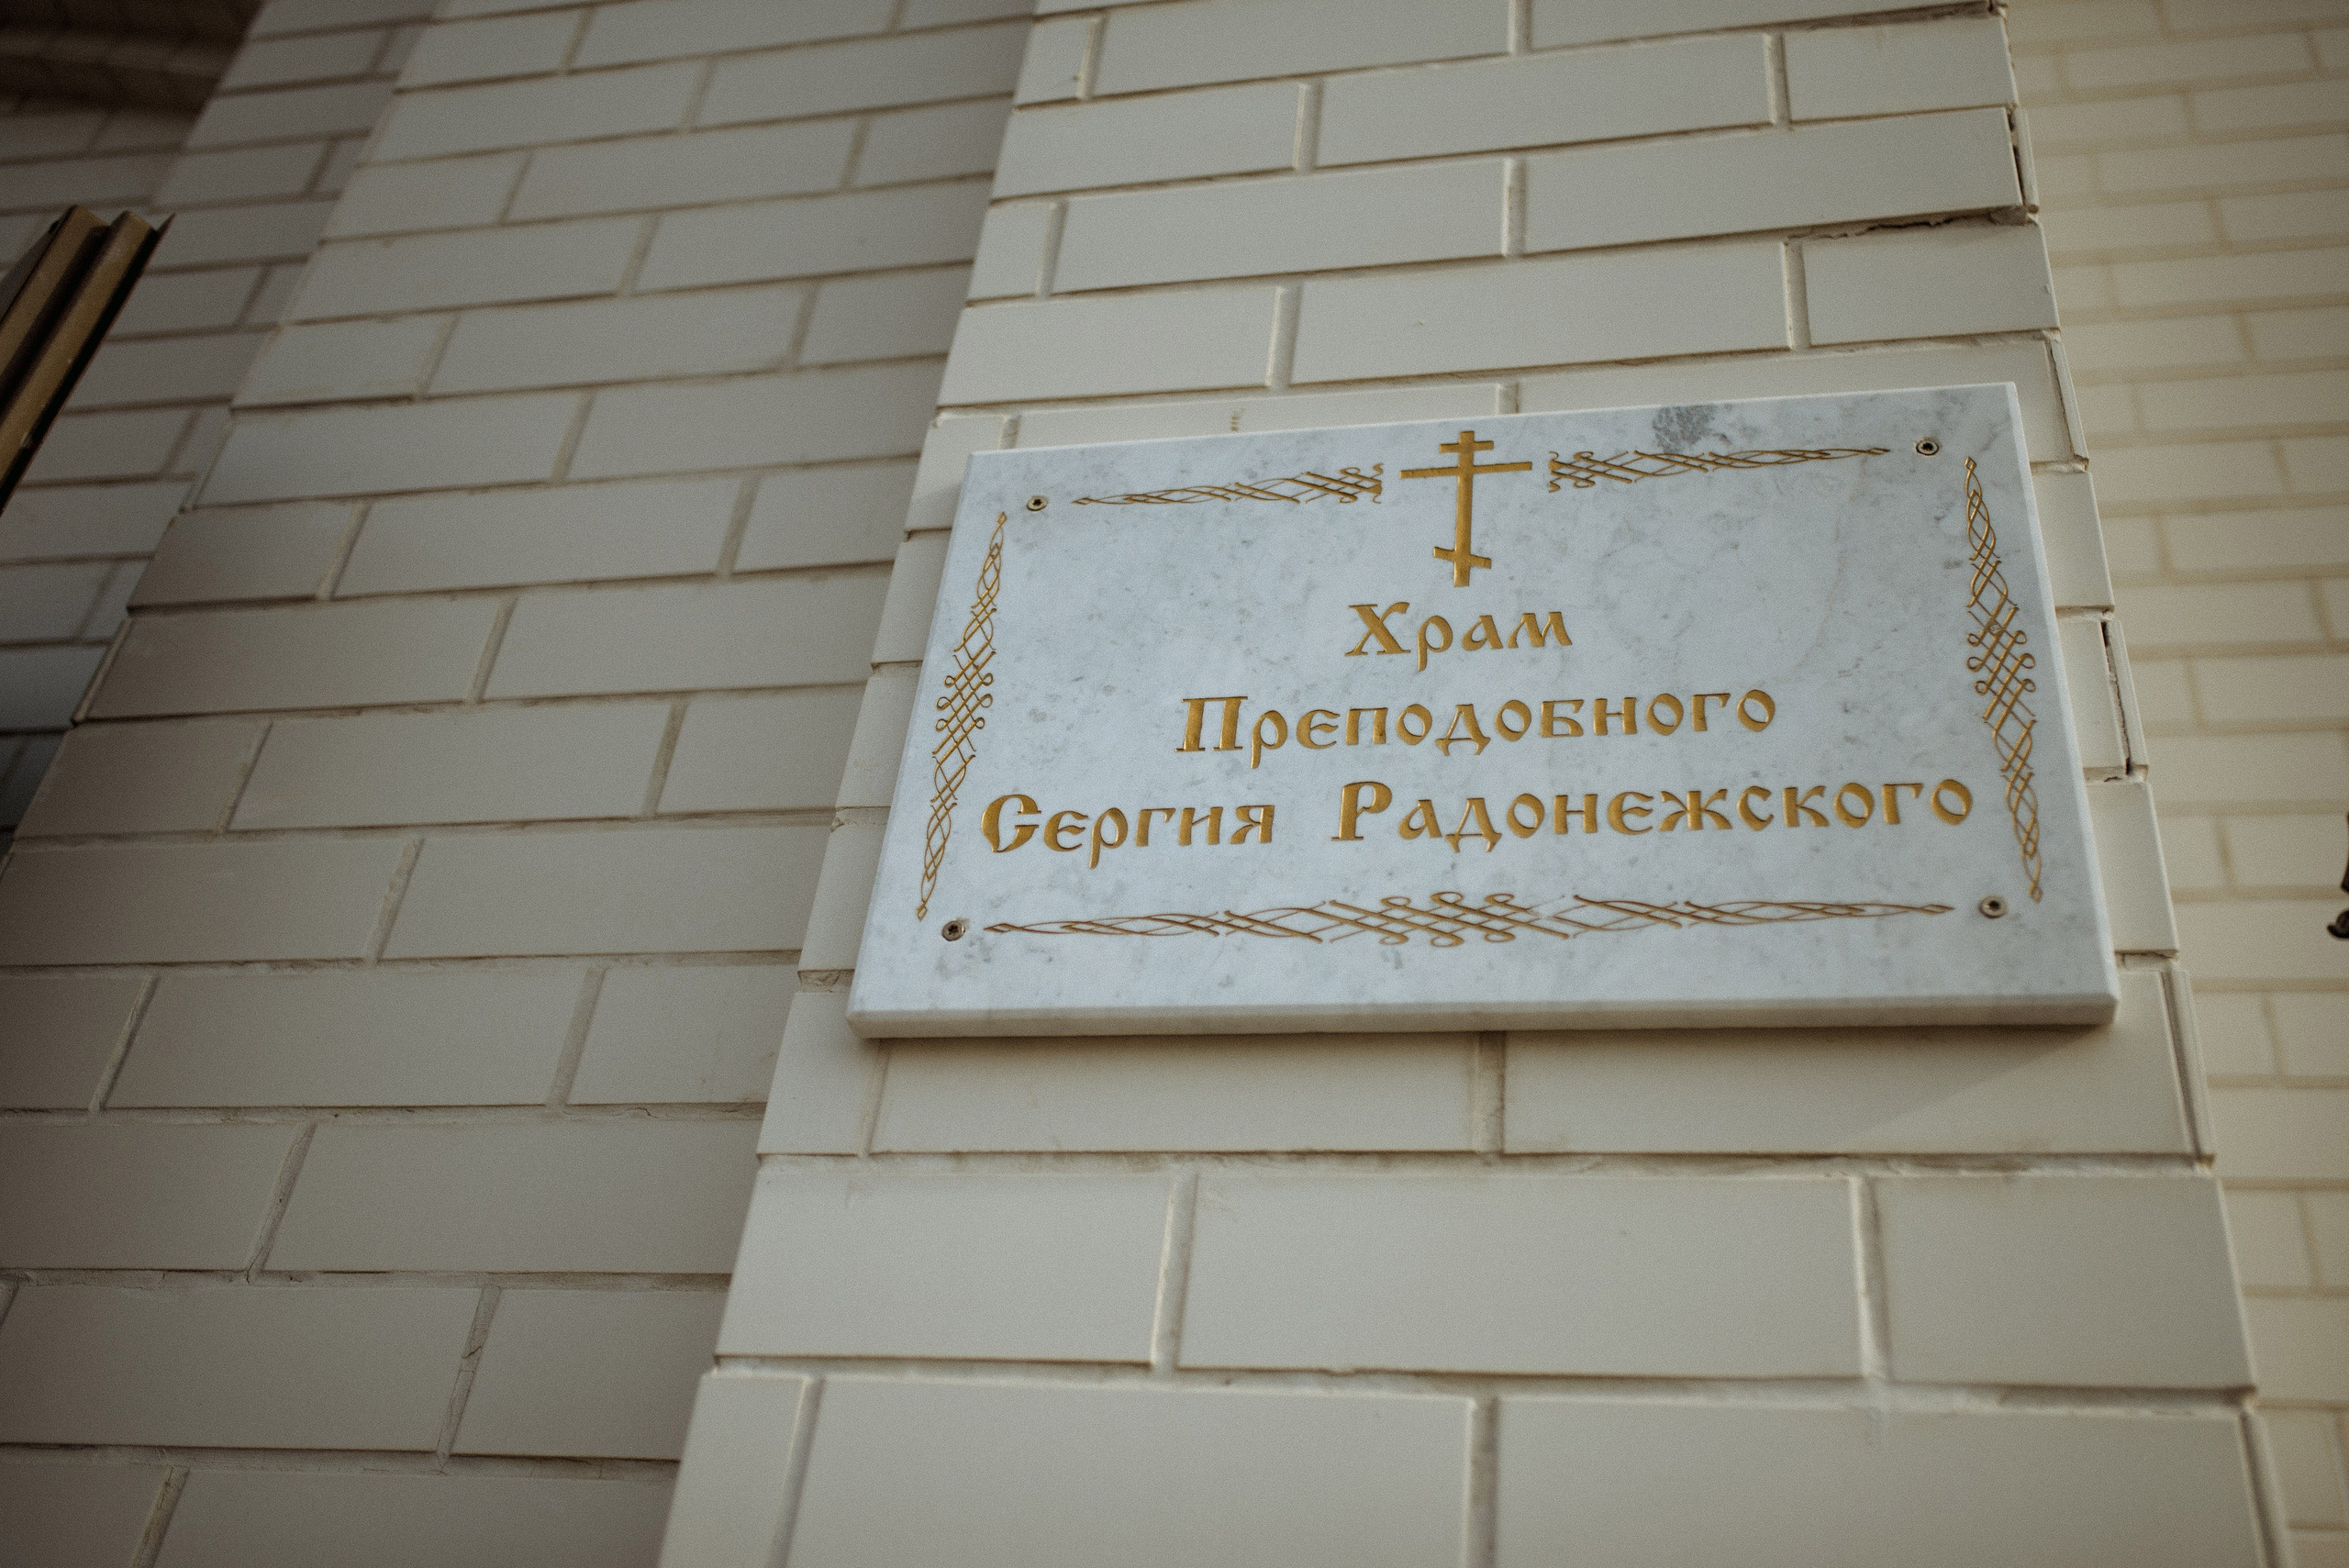 Храм
Преподобного
Сергия Радонежского